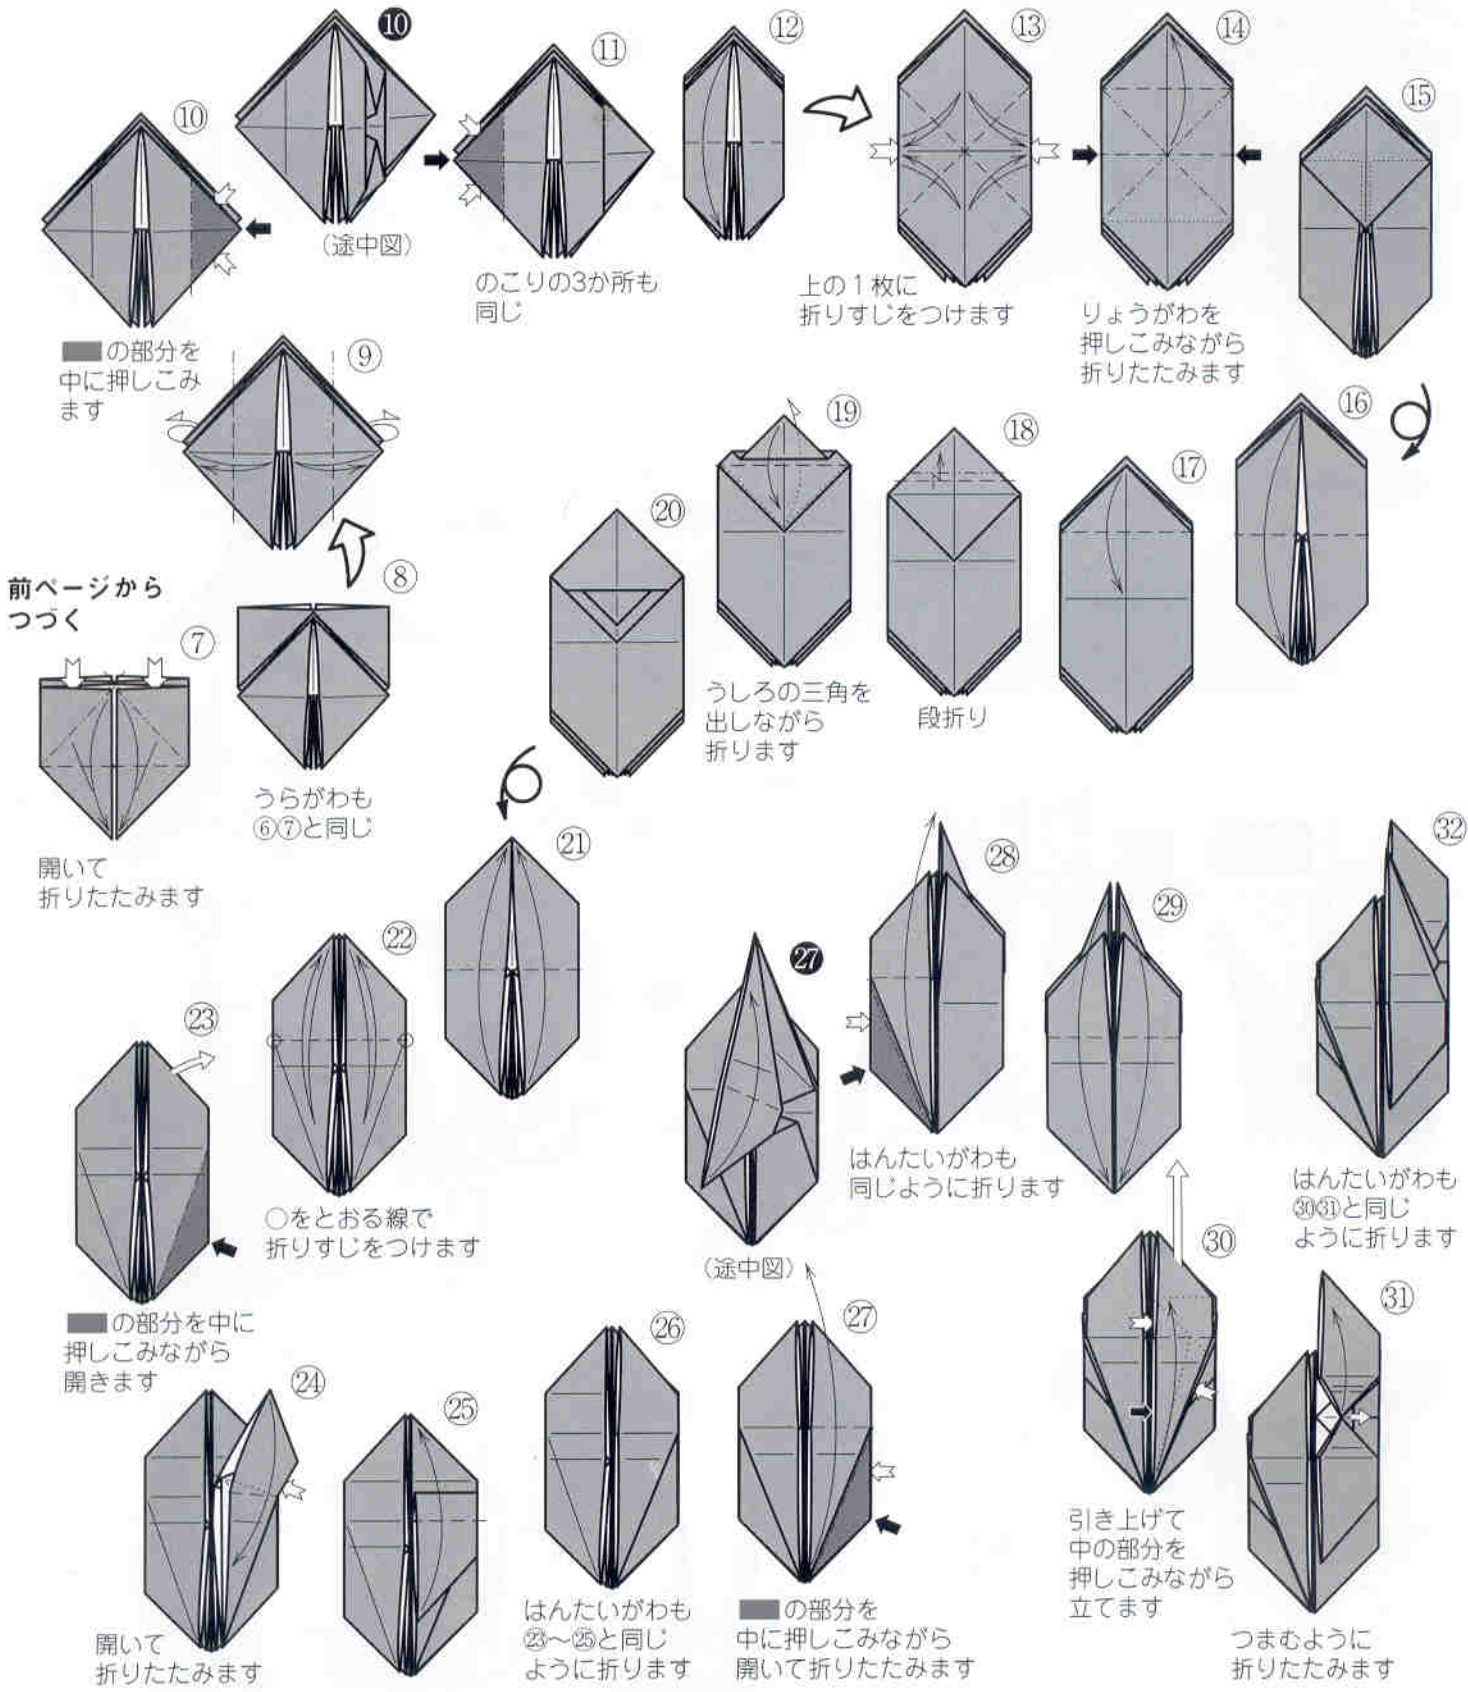 前ページから
つづく
⑦
開いて
折りたたみます
⑧
うらがわも
⑥⑦と同じ
⑨
⑩
■の部分を
中に押しこみ
ます
❿
(途中図)
⑪
のこりの3か所も
同じ
⑫
⑬
上の1枚に
折りすじをつけます
⑭
りょうがわを
押しこみながら
折りたたみます
⑮
⑯
⑰
⑱
段折り
⑲
うしろの三角を
出しながら
折ります
⑳
㉑
㉒
○をとおる線で
折りすじをつけます
㉓
■の部分を中に
押しこみながら
開きます
㉔
開いて
折りたたみます
㉕
㉖
はんたいがわも
㉓〜㉕と同じ
ように折ります
㉗
■の部分を
中に押しこみながら
開いて折りたたみます
㉗
(途中図)
㉘
はんたいがわも
同じように折ります
㉙
㉚
引き上げて
中の部分を
押しこみながら
立てます
㉛
つまむように
折りたたみます
㉜
はんたいがわも
㉚㉛と同じ
ように折ります